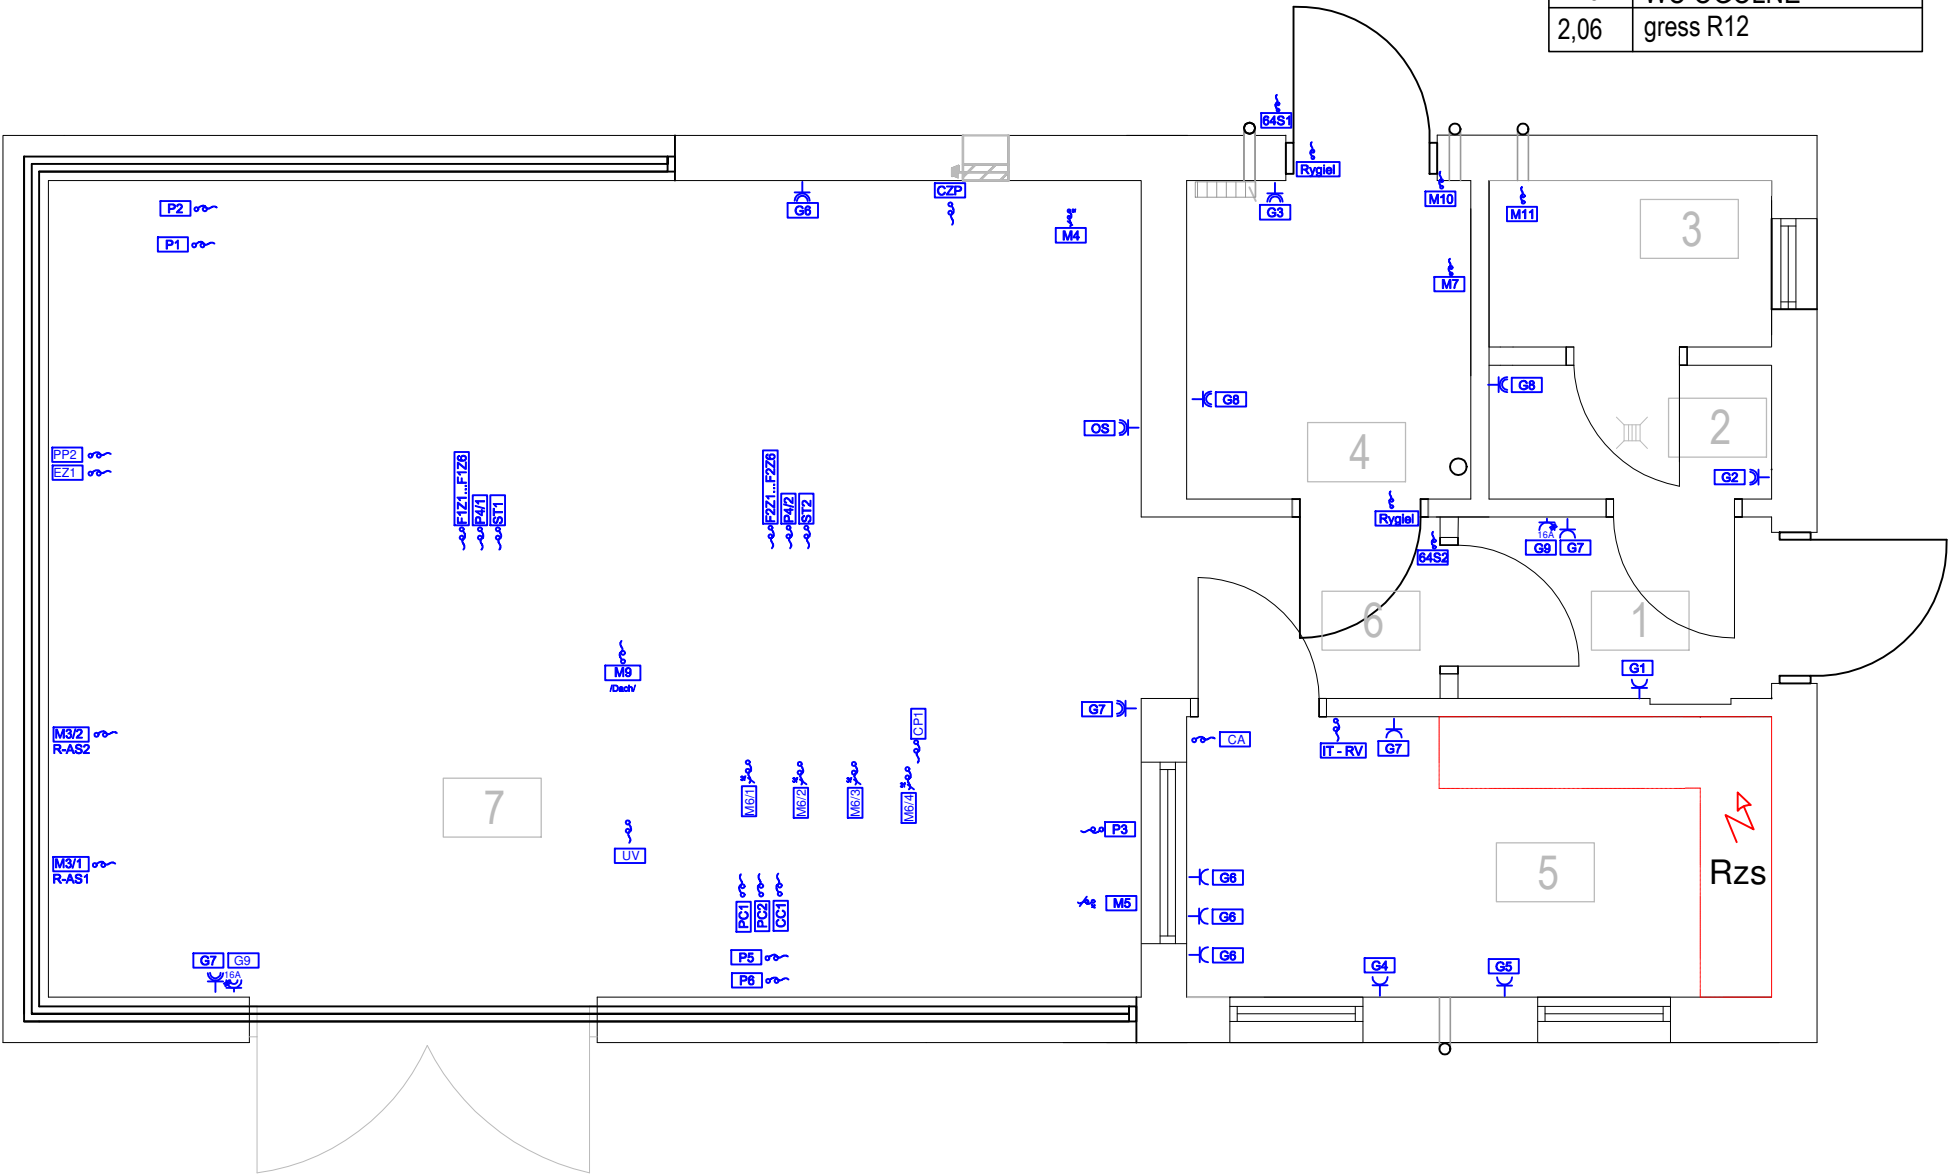 2,06 gress R12
64S1
Rygiel
P2
G6
CZP
M4
G3
M10
M11
3
P1
M7
G8
G8
OS
4
2
PP2
EZ1
G2
F1Z1...F1Z6
P4/1
ST1
F2Z1...F2Z6
P4/2
ST2
Rygiel
64S2
16A
G9
G7
6
1
M9
/Dach/
G1
G7
M3/2
R-AS2
CP1
CA
IT - RV
G7
M6/1
M6/2
M6/3
M6/4
7
P3
UV
M3/1
R-AS1
5
Rzs
G6
PC1
PC2
CC1
M5
G6
G6
P5
P6
G7
G9
16A
G4
G5